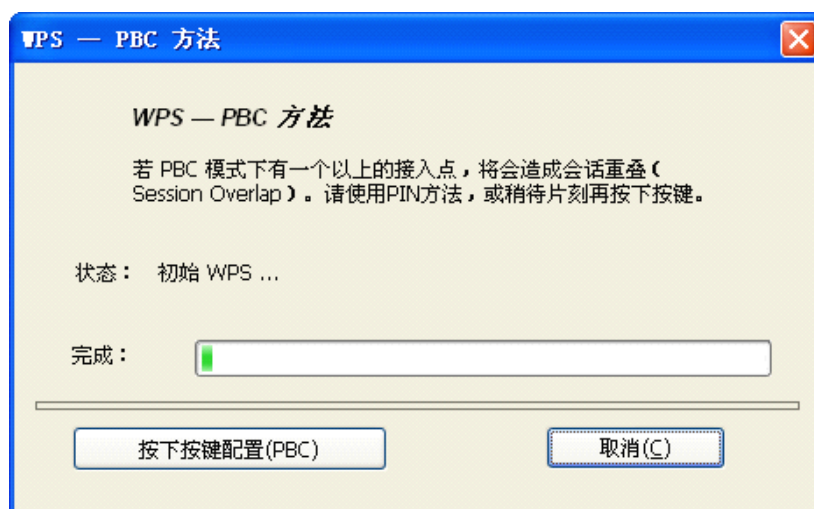 WPS — PBC 方法
WPS — PBC 方法
若 PBC 模式下有一个以上的接入点，将会造成会话重叠（
Session Overlap）。请使用PIN方法，或稍待片刻再按下按键。
状态： 初始 WPS ...
完成：
按下按键配置(PBC) 取消(C)